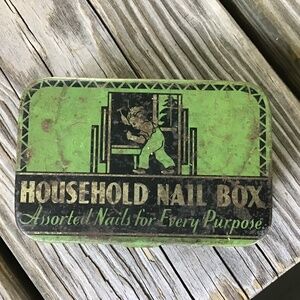 HOUSEHOLD NAIL BOX
Assorted Nails for Every Purpose.